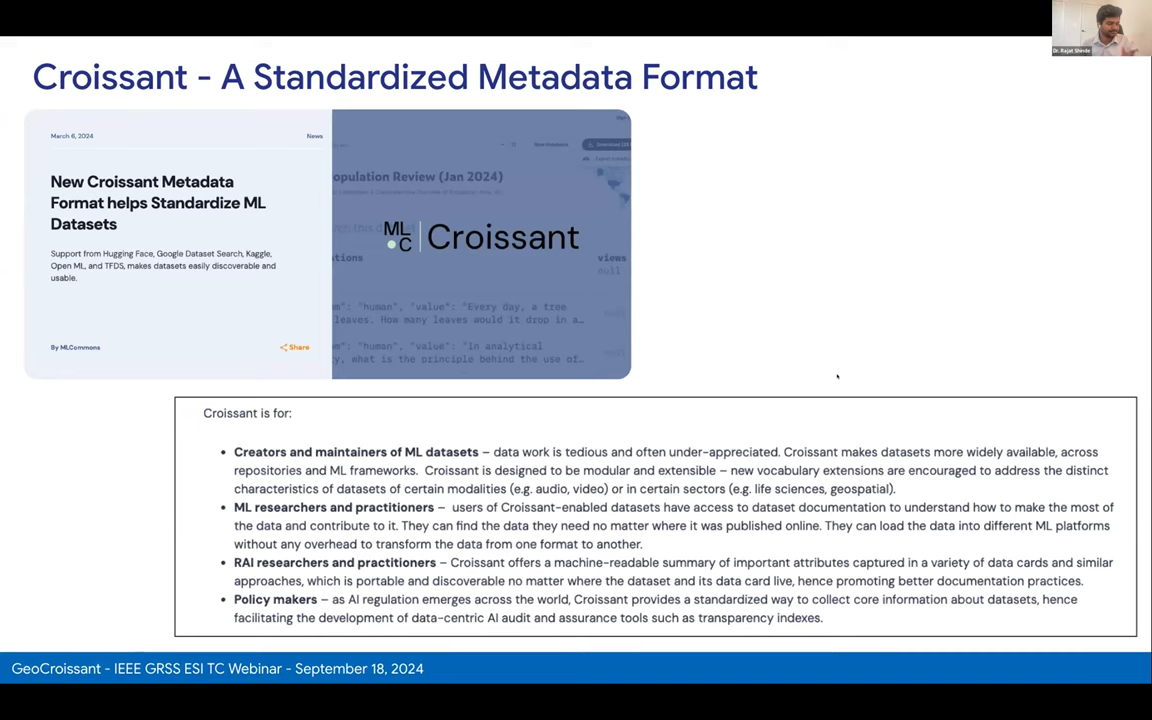 Dr. Rajat Shinde
Croissant - A Standardized Metadata Format
March 6, 2024
News
New Croissant Metadata
Format helps Standardize ML
Datasets
Support from Hugging Face, Google Dataset Search, Kaggle,
Open ML, and TFDS, makes datasets easily discoverable and
usable.
By MLCommons
Share
opulation Review (Jan 2024)
ML
C
Croissant
tions
views
null
m": "human", "value": "Every day, a tree
leaves. How many leaves would it drop in a…
m": "human", "value": "In analytical
y, what is the principle behind the use of…
null
Croissant is for:
• Creators and maintainers of ML datasets – data work is tedious and often under-appreciated. Croissant makes datasets more widely available, across
repositories and ML frameworks. Croissant is designed to be modular and extensible – new vocabulary extensions are encouraged to address the distinct
characteristics of datasets of certain modalities (e.g. audio, video) or in certain sectors (e.g. life sciences, geospatial).
• ML researchers and practitioners – users of Croissant-enabled datasets have access to dataset documentation to understand how to make the most of
the data and contribute to it. They can find the data they need no matter where it was published online. They can load the data into different ML platforms
without any overhead to transform the data from one format to another.
• RAI researchers and practitioners – Croissant offers a machine-readable summary of important attributes captured in a variety of data cards and similar
approaches, which is portable and discoverable no matter where the dataset and its data card live, hence promoting better documentation practices.
• Policy makers – as AI regulation emerges across the world, Croissant provides a standardized way to collect core information about datasets, hence
facilitating the development of data-centric AI audit and assurance tools such as transparency indexes.
GeoCroissant - IEEE GRSS ESI TC Webinar - September 18, 2024